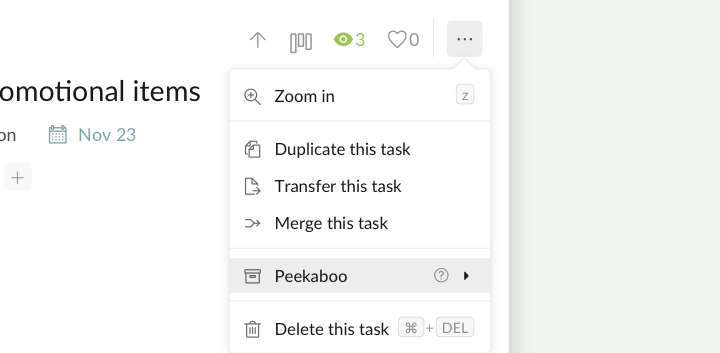 3 0
omotional items
on Nov 23
Zoom in z
Duplicate this task
Transfer this task
Merge this task
Peekaboo ?
Delete this task ⌘ + DEL